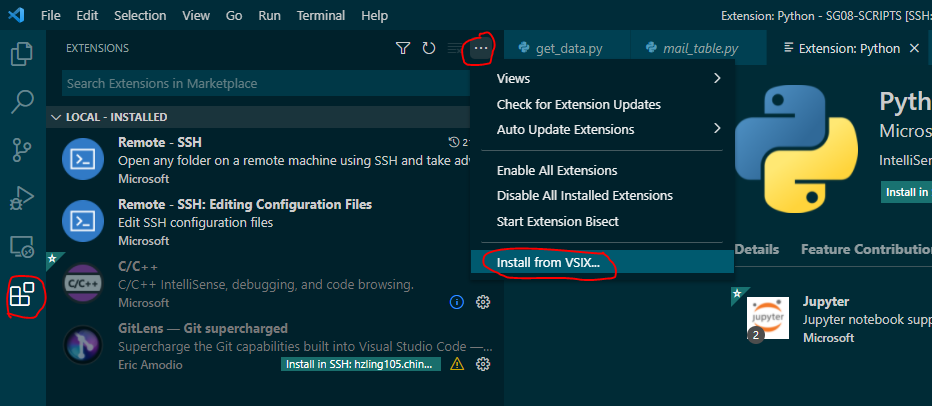 File Edit View Go Run Terminal Help
Extension: Python - SG08-SCRIPTS [SSH:
EXTENSIONS
get_data.py
mail_table.py
Extension: Python
Search Extensions in Marketplace
LOCAL - INSTALLED
Remote - SSH
Open any folder on a remote machine using SSH and take adv
Microsoft
Remote - SSH: Editing Configuration Files
Edit SSH configuration files
Microsoft
C/C++
C/C++
C/C++ IntelliSense, debugging, and code browsing.
Microsoft
GitLens — Git supercharged
Supercharge the Git capabilities built into Visual Studio Code —
Eric Amodio
Install in SSH: hzling105.chin...
Views
Check for Extension Updates
Auto Update Extensions
Enable All Extensions
Disable All Installed Extensions
Start Extension Bisect
Install from VSIX...
Pyth
Micros
IntelliSense
Install in
Details Feature Contribution
Jupyter
Jupyter notebook supp
Microsoft
jupyter
2